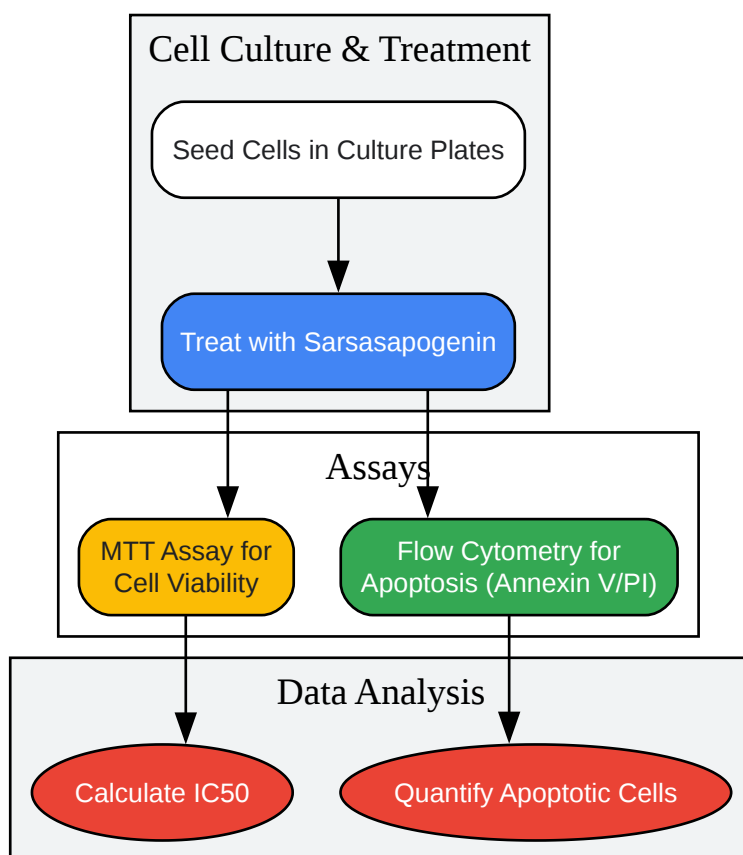 Cell Culture & Treatment
Seed Cells in Culture Plates
Treat with Sarsasapogenin
Assays
MTT Assay for
Cell Viability
Flow Cytometry for
Apoptosis (Annexin V/PI)
Data Analysis
Calculate IC50
Quantify Apoptotic Cells